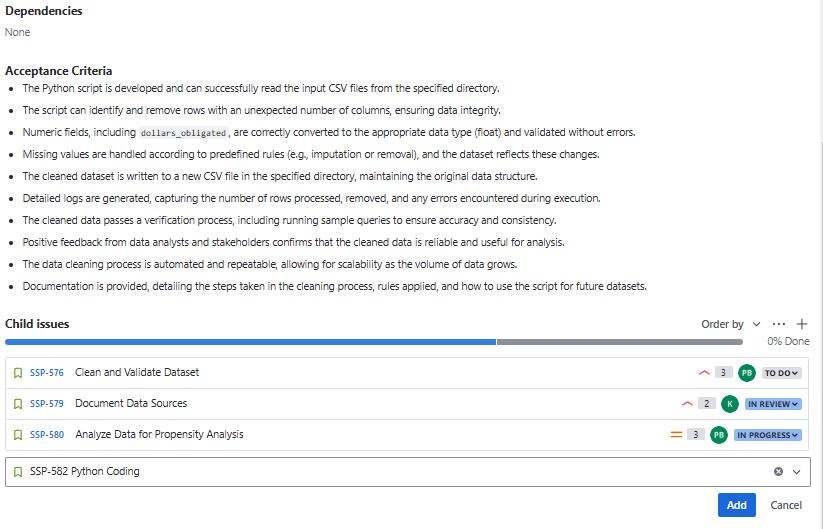 Dependencies
None
Acceptance Criteria
The Python script is developed and can successfully read the input CSV files from the specified directory.
The script can identify and remove rows with an unexpected number of columns, ensuring data integrity.
Numeric fields, including dollars_obligated, are correctly converted to the appropriate data type (float) and validated without errors.
Missing values are handled according to predefined rules (e.g., imputation or removal), and the dataset reflects these changes.
The cleaned dataset is written to a new CSV file in the specified directory, maintaining the original data structure.
Detailed logs are generated, capturing the number of rows processed, removed, and any errors encountered during execution.
The cleaned data passes a verification process, including running sample queries to ensure accuracy and consistency.
Positive feedback from data analysts and stakeholders confirms that the cleaned data is reliable and useful for analysis.
The data cleaning process is automated and repeatable, allowing for scalability as the volume of data grows.
Documentation is provided, detailing the steps taken in the cleaning process, rules applied, and how to use the script for future datasets.
Child issues Order by
0% Done
SSP-576 Clean and Validate Dataset 3 PB TO DO
SSP-579 Document Data Sources 2 K IN REVIEW
SSP-580 Analyze Data for Propensity Analysis 3 PB IN PROGRESS
SSP-582 Python Coding
Add Cancel